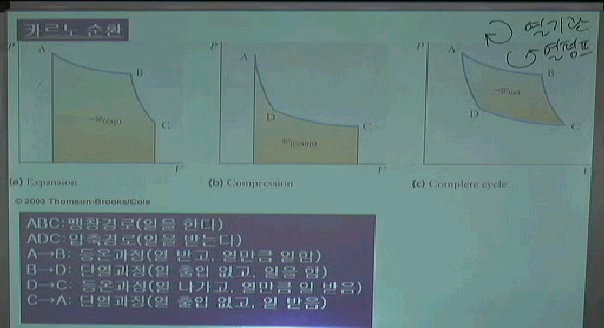 카르노 순환
열기관
열펌프
P A B C V
P A D C V
P A B D C
(a) Expansion
(b) Compression
(c) Complete cycle
© 2003 Thomson-Brooks/Cole
ABC:팽창경로(일을 한다)
ADC:압축경로(일을 받는다)
A→B: 등온과정(열 받고, 열만큼 일함)
B→D: 단열과정(열 출입 없고, 일을 함)
D→C: 등온과정(열 나가고, 열만큼 일 받음)
C→A: 단열과정(열 출입 없고, 일 받음)